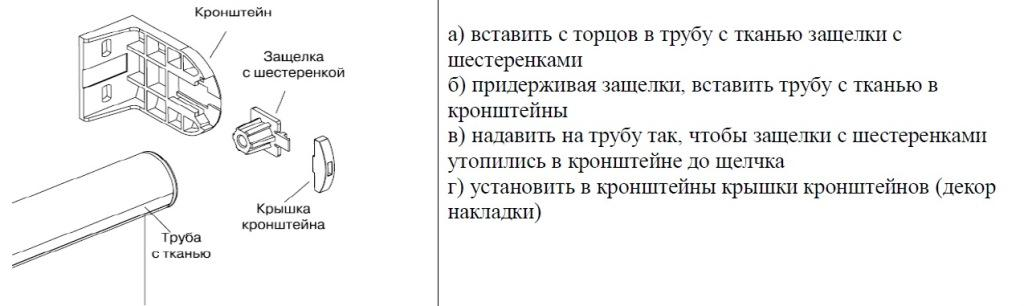 Кронштейн
Защелка
с шестеренкой
Крышка
кронштейна
Труба
с тканью
а) вставить с торцов в трубу с тканью защелки с
шестеренками
б) придерживая защелки, вставить трубу с тканью в
кронштейны
в) надавить на трубу так, чтобы защелки с шестеренками
утопились в кронштейне до щелчка
г) установить в кронштейны крышки кронштейнов (декор
накладки)